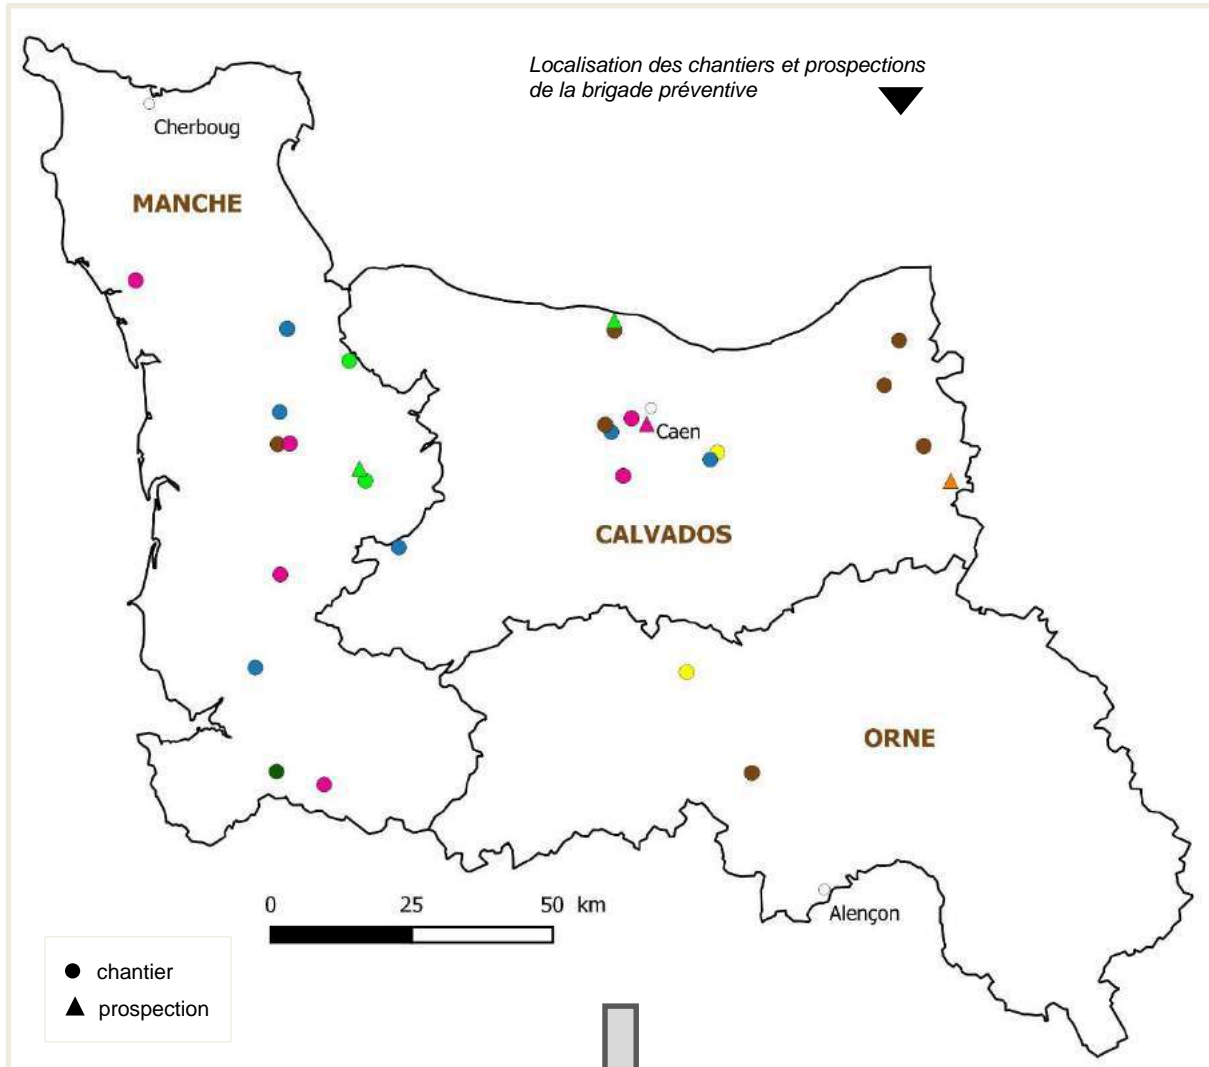 Localisation des chantiers et prospections
de la brigade préventive
Cherboug
MANCHE
Caen
CALVADOS
ORNE
Alençon
0 25 50 km
chantier
prospection